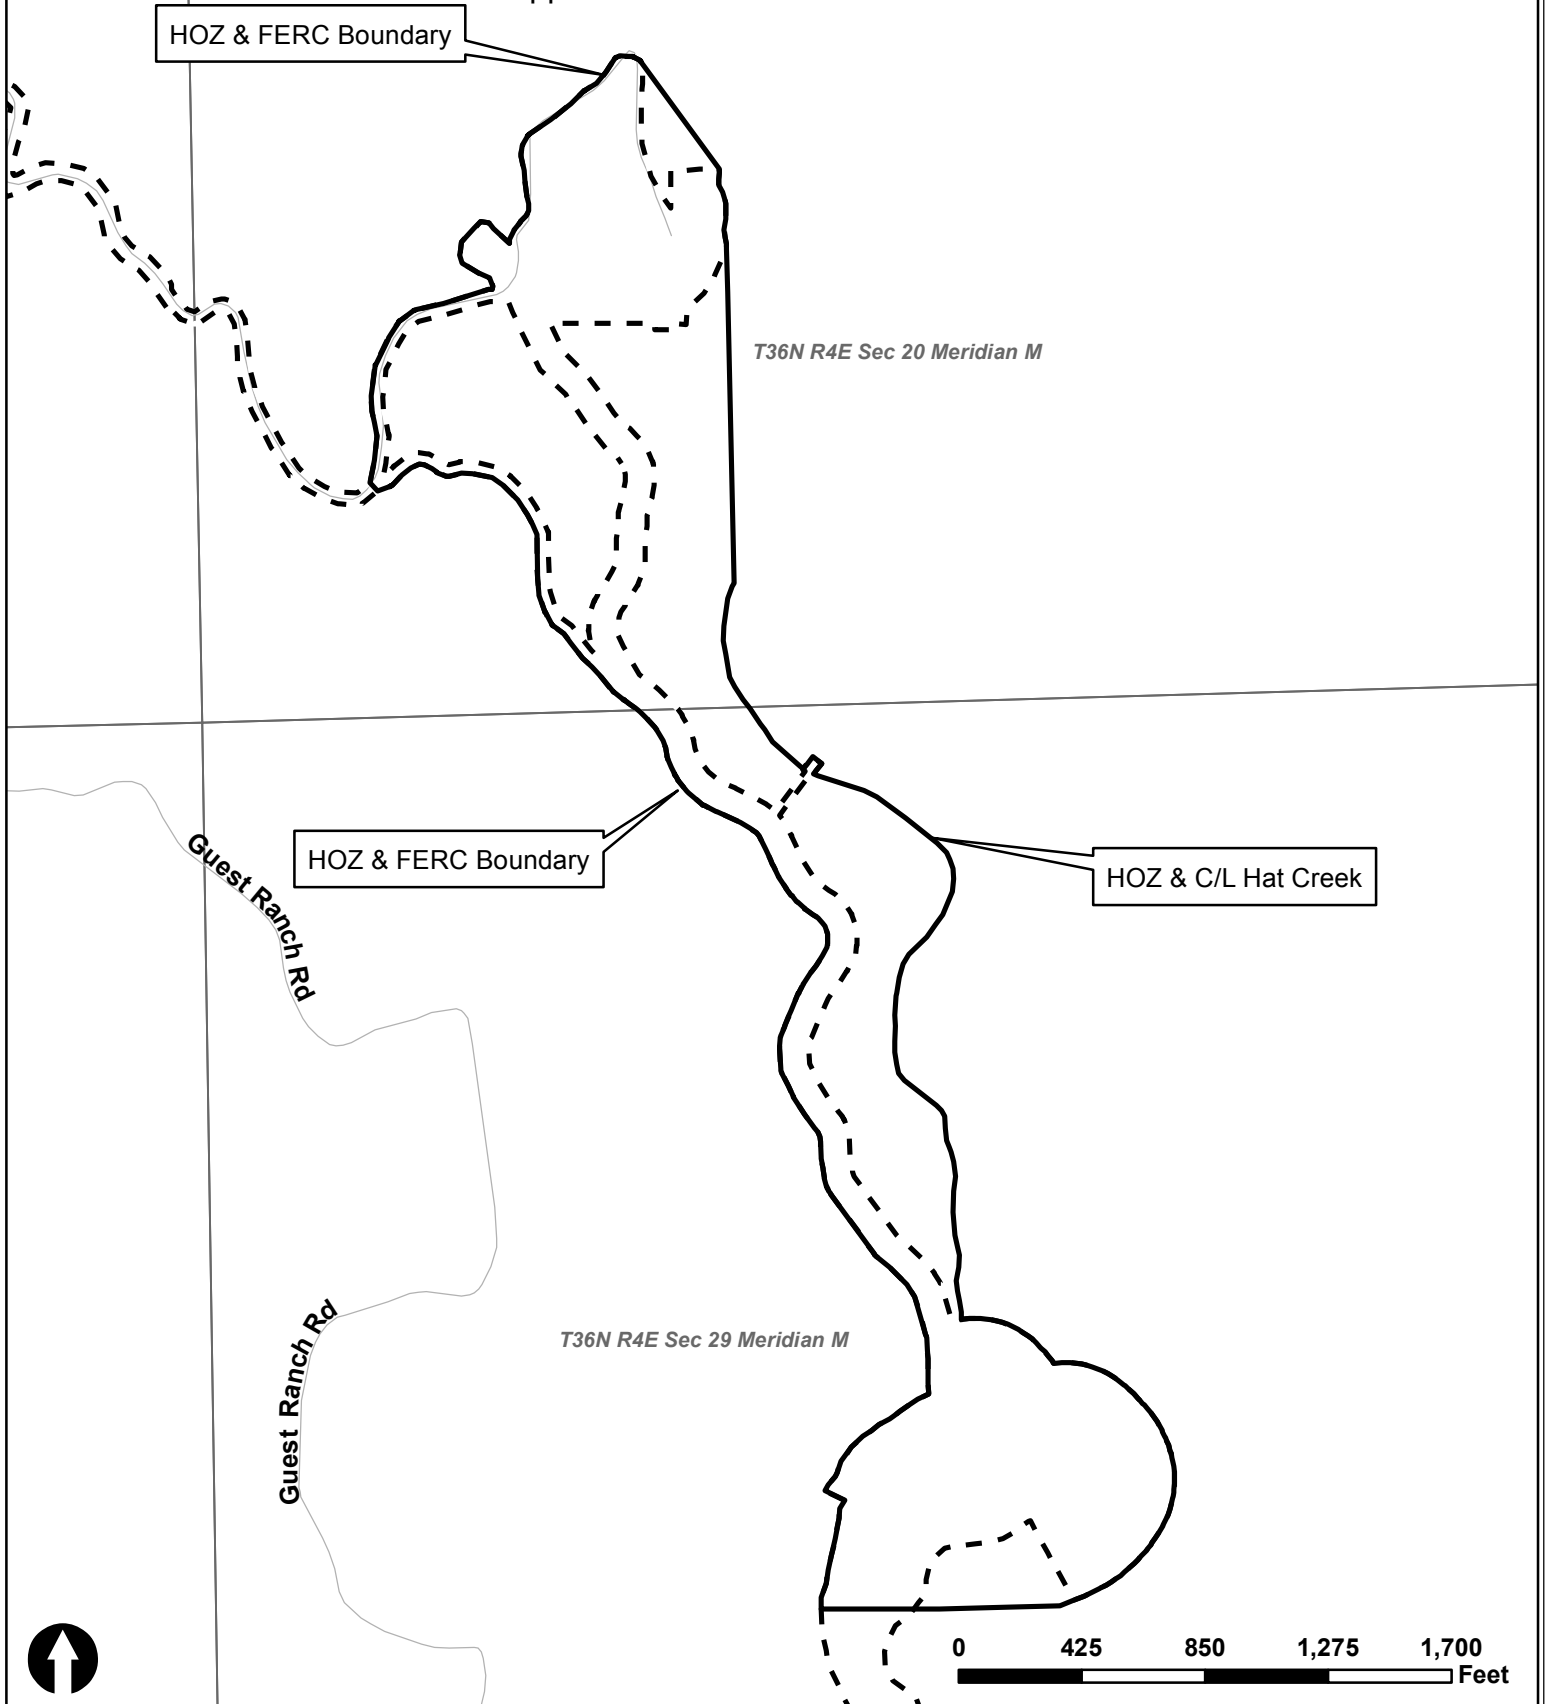 HOZ & FERC Boundary
T36N R4E Sec 20 Meridian M
HOZ & FERC Boundary
HOZ & C/L Hat Creek
Guest Ranch Rd
T36N R4E Sec 29 Meridian M
Guest Ranch Rd
0 425 850 1,275 1,700
Feet